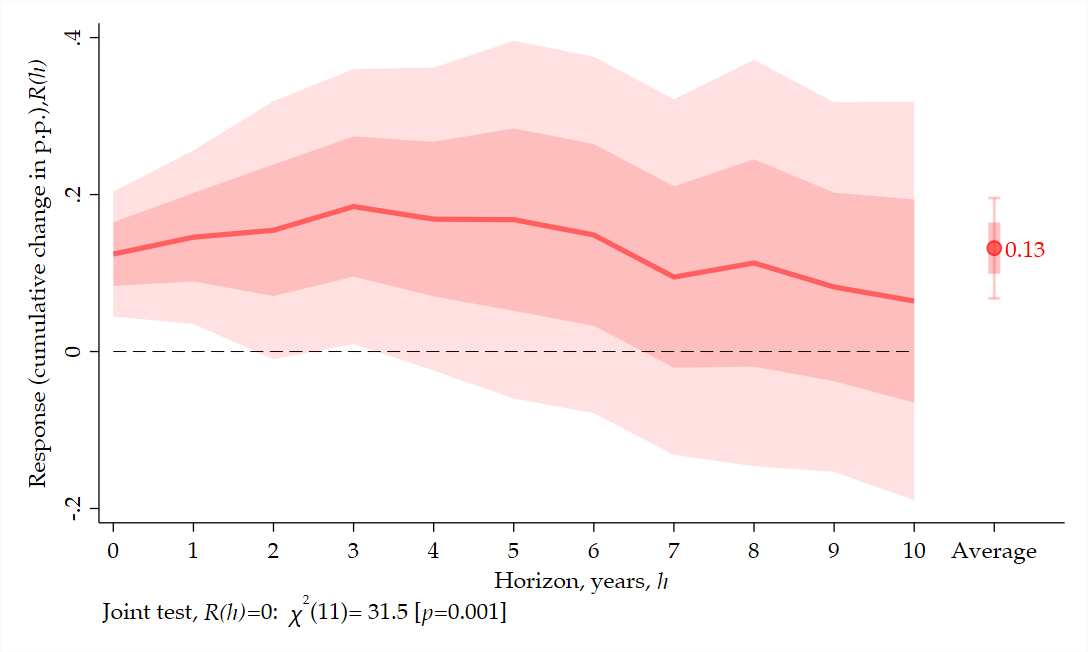 Response (cumulative change in p.p.),R(h)
.4
.2
0
-.2
0.13
0 1 2 3 4 5 6 7 8 9 10 Average
Horizon, years, h
Joint test, R(h)=0: χ²(11)= 31.5 [p=0.001]